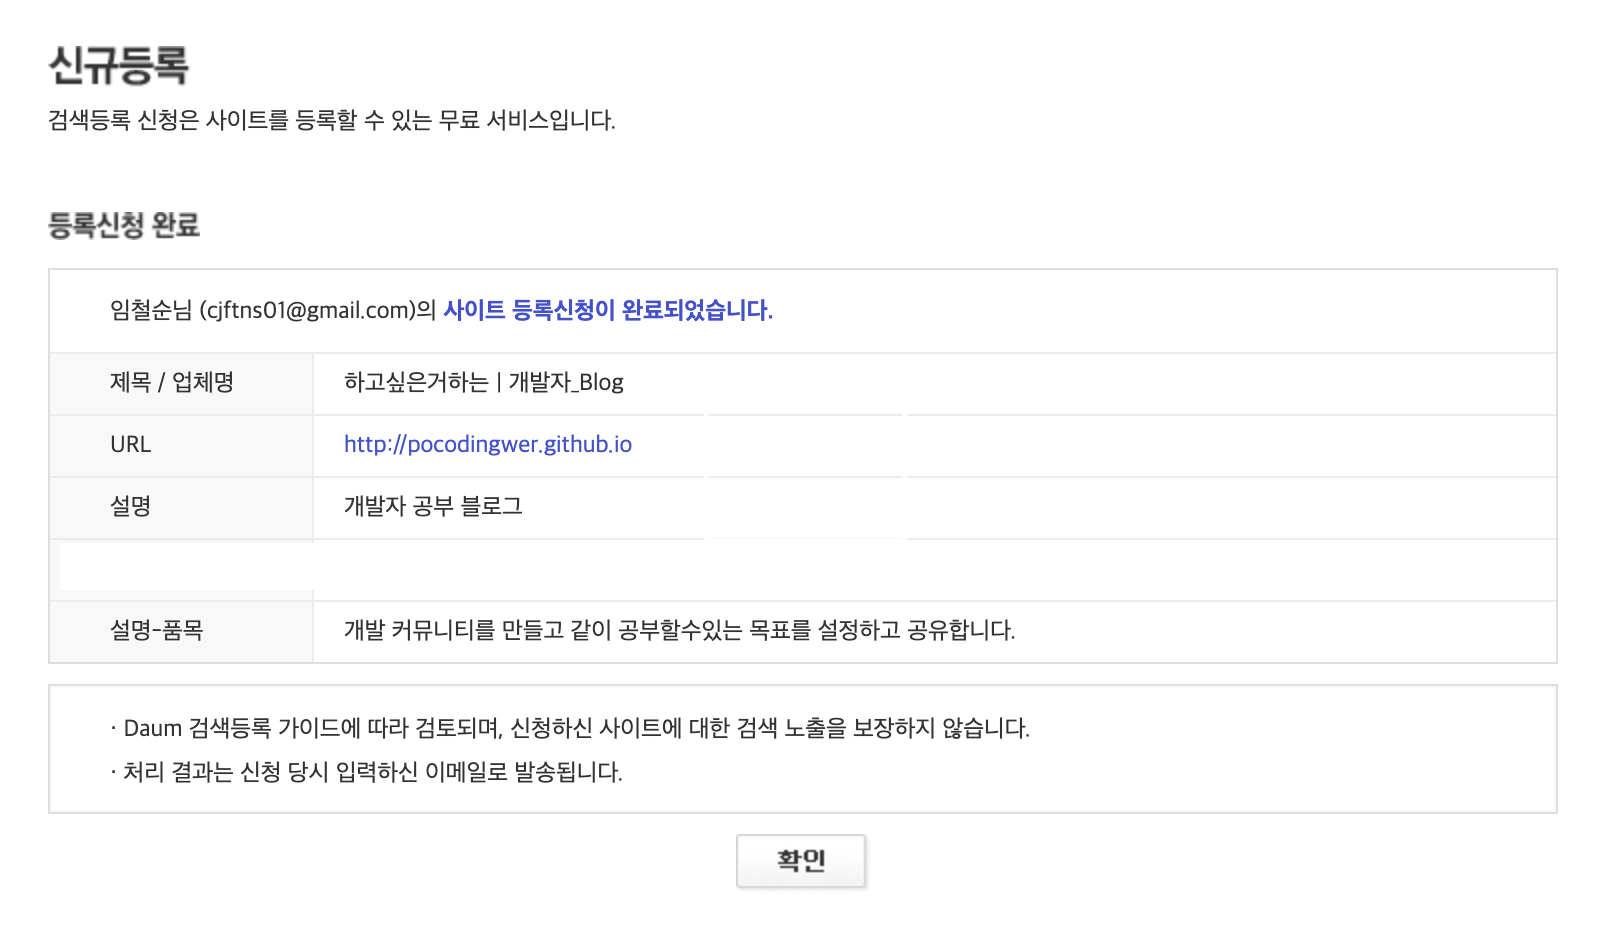 신규등록
검색등록 신청은 사이트를 등록할 수 있는 무료 서비스입니다.
등록신청 완료
임철순님 (cjftns01@gmail.com)의 사이트 등록신청이 완료되었습니다.
제목 / 업체명 하고싶은거하는 | 개발자_Blog
URL http://pocodingwer.github.io
설명 개발자 공부 블로그
설명-품목 개발 커뮤니티를 만들고 같이 공부할수있는 목표를 설정하고 공유합니다.
· Daum 검색등록 가이드에 따라 검토되며, 신청하신 사이트에 대한 검색 노출을 보장하지 않습니다.
· 처리 결과는 신청 당시 입력하신 이메일로 발송됩니다.
확인